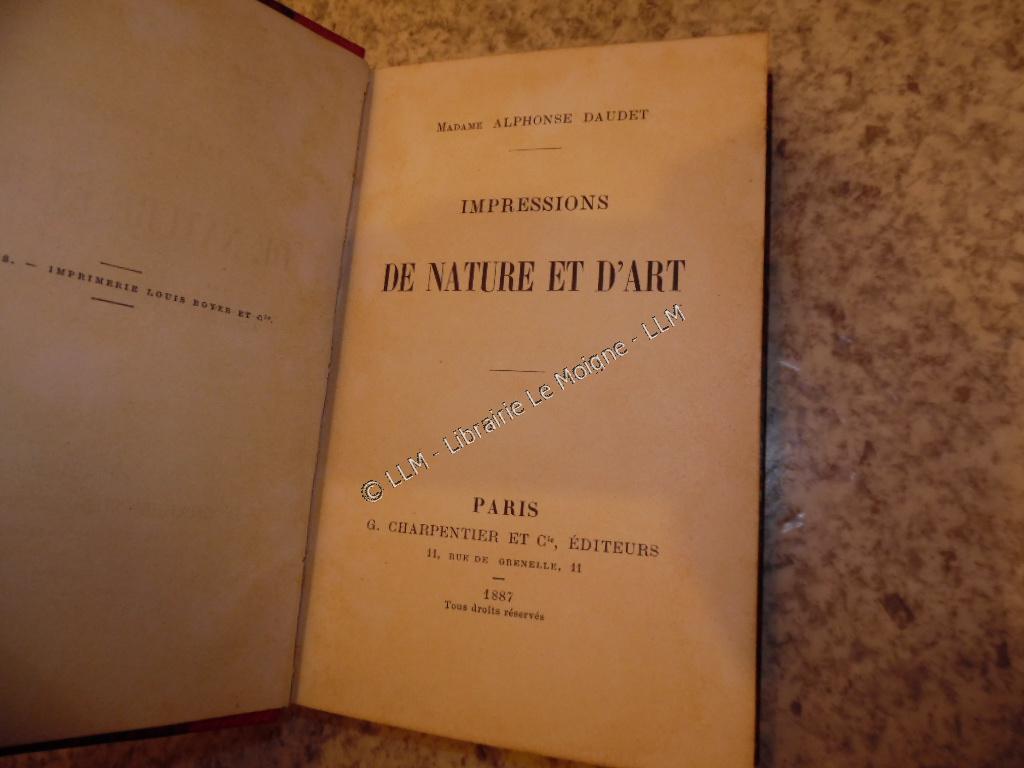 S. — IMPRIMERIE LOUIS BOYER ET Cie.
MADAME ALPHONSE DAUDET
IMPRESSIONS
DE NATURE ET D'ART
© LLM - Librairie Le Moigne - LLM
PARIS
G. CHARPENTIER ET Cie, ÉDITEURS
11, RUE DE GRENELLE, 11
1887
Tous droits réservés